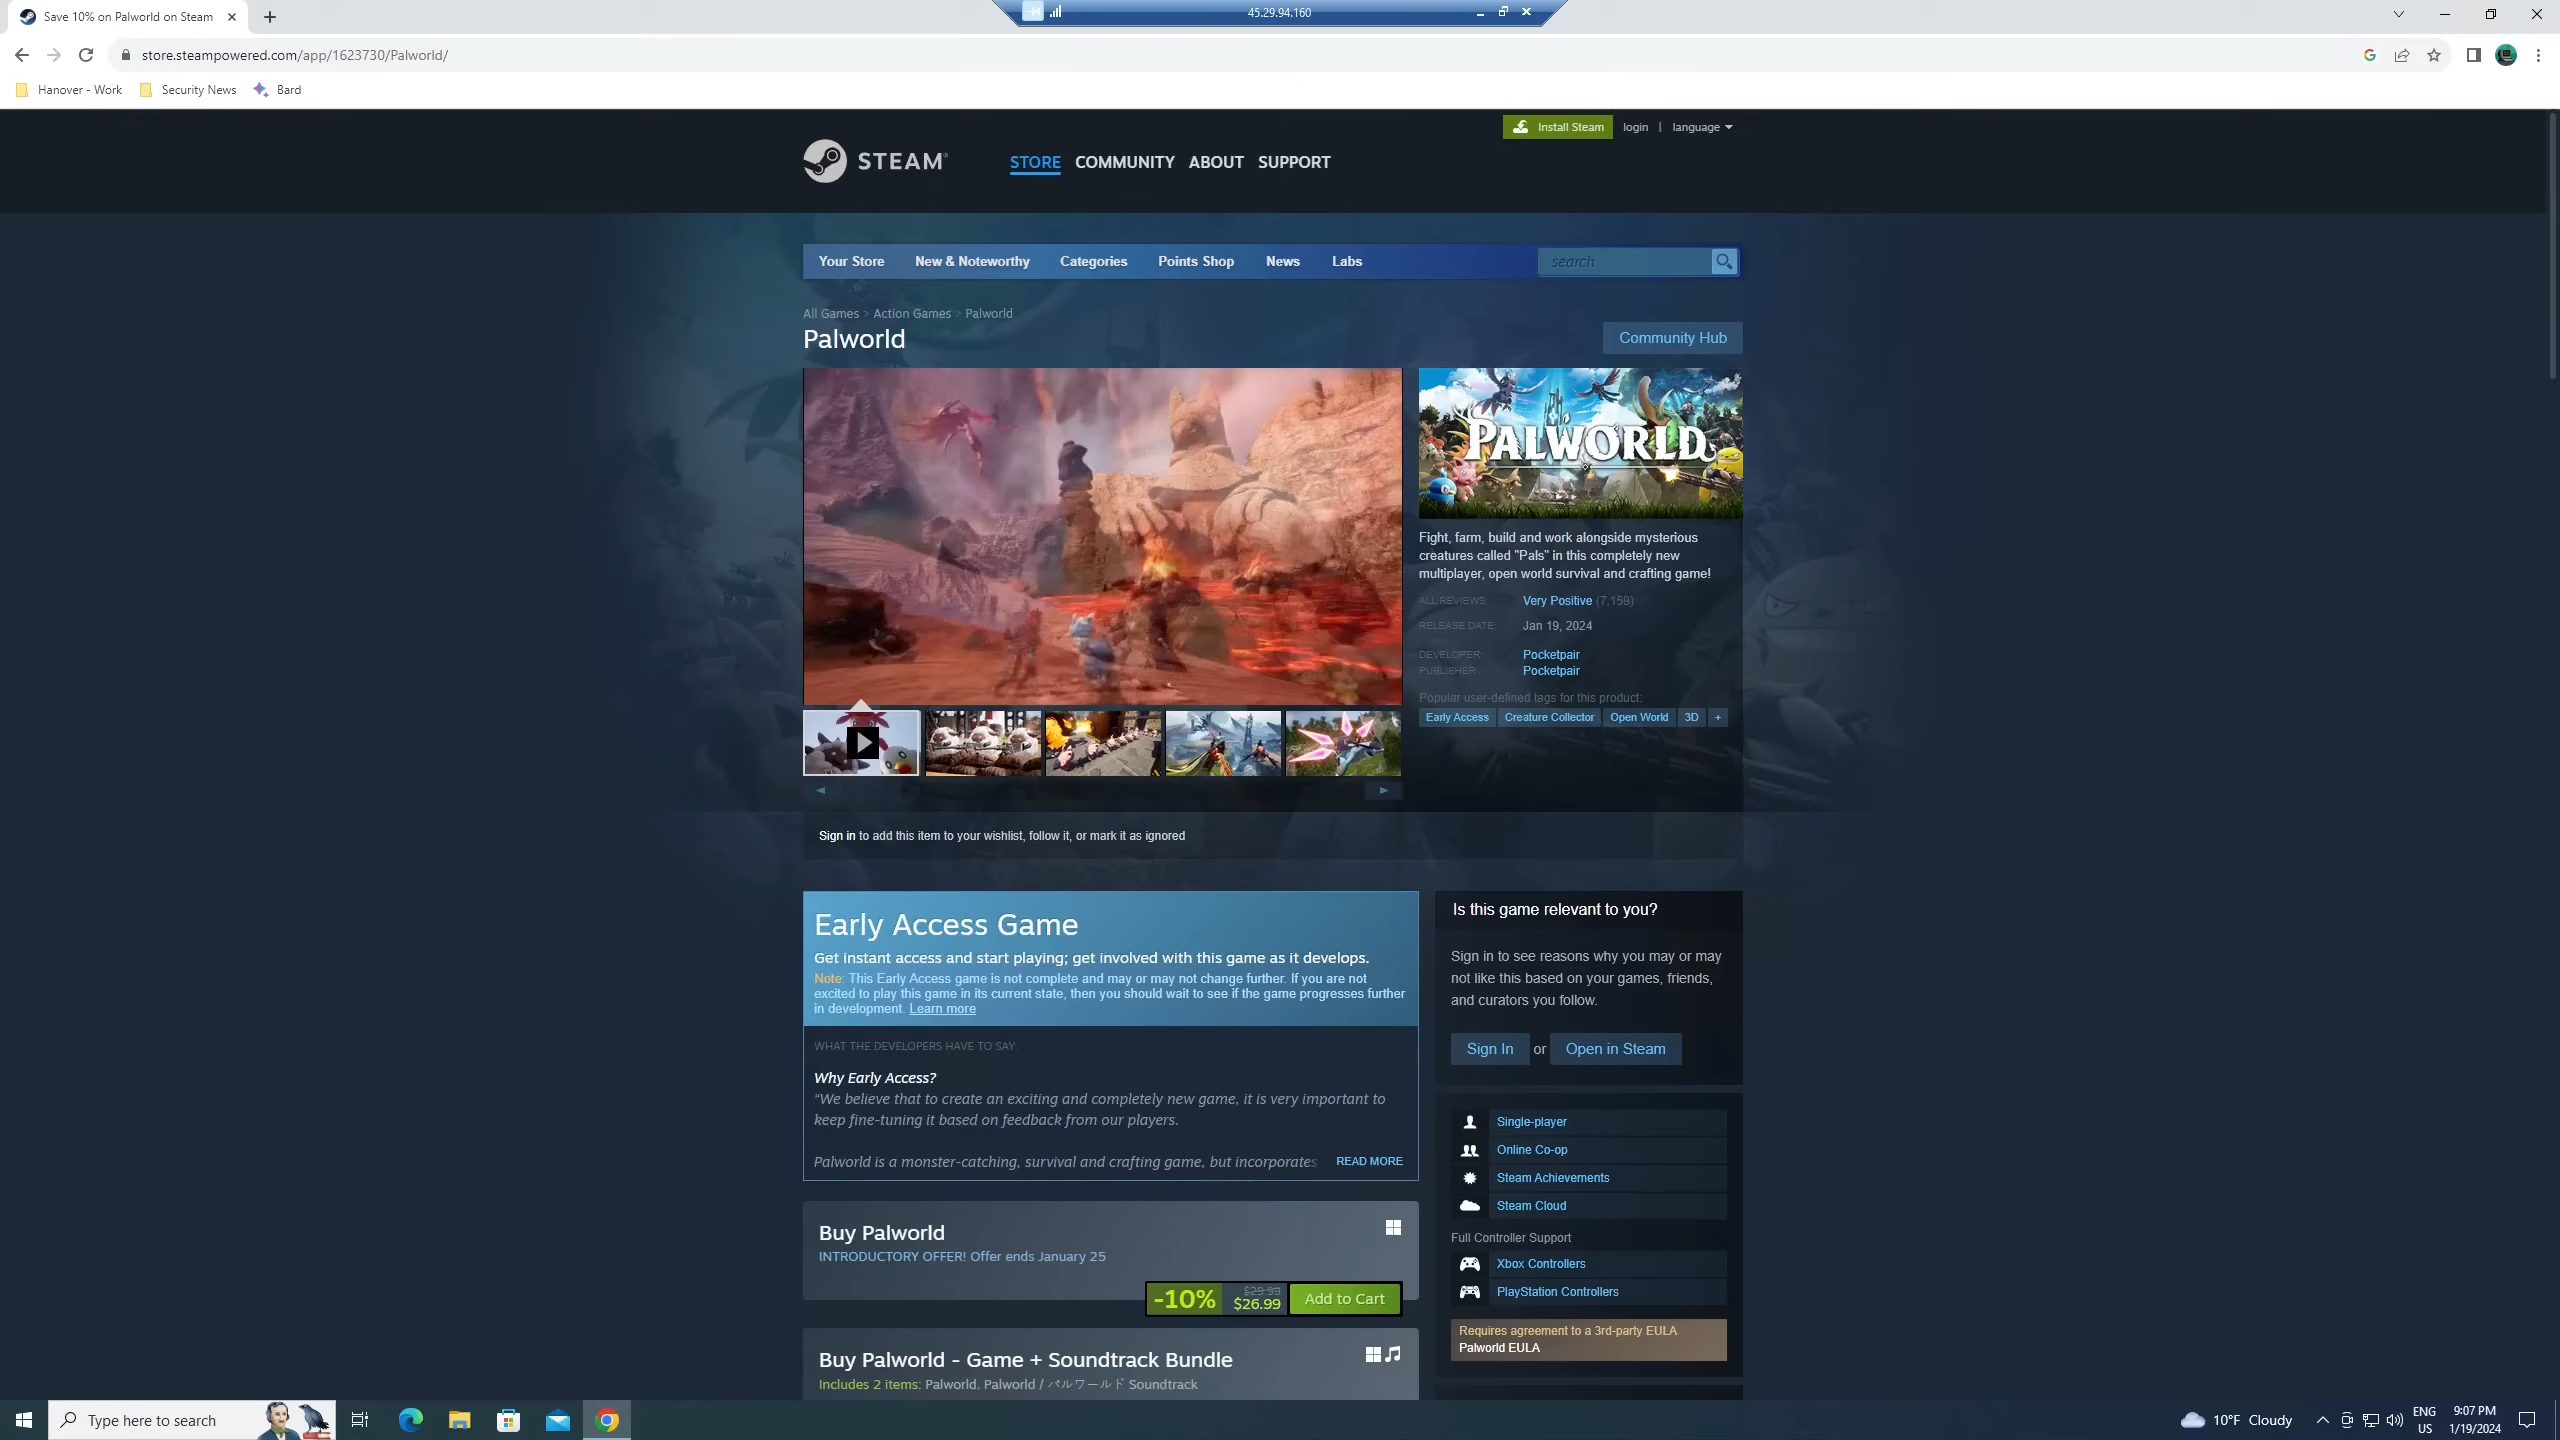 Save 10% on Palworld on Steam
45.29.94.160
store.steampowered.com/app/1623730/Palworld/
Hanover - Work
Security News
Bard
Install Steam
login
language
STEAM
STORE
COMMUNITY
ABOUT
SUPPORT
Your Store
New & Noteworthy
Categories
Points Shop
News
Labs
search
All Games > Action Games > Palworld
Palworld
Community Hub
PALWORLD
Fight, farm, build and work alongside mysterious
creatures called "Pals" in this completely new
multiplayer, open world survival and crafting game!
ALL REVIEWS: Very Positive (7,159)
RELEASE DATE: Jan 19, 2024
DEVELOPER: Pocketpair
PUBLISHER: Pocketpair
Popular user-defined tags for this product:
Early Access
Creature Collector
Open World
3D
+
Sign in to add this item to your wishlist, follow it, or mark it as ignored
Early Access Game
Get instant access and start playing; get involved with this game as it develops.
Note: This Early Access game is not complete and may or may not change further. If you are not
excited to play this game in its current state, then you should wait to see if the game progresses further
in development. Learn more
WHAT THE DEVELOPERS HAVE TO SAY:
Why Early Access?
“We believe that to create an exciting and completely new game, it is very important to
keep fine-tuning it based on feedback from our players.
Palworld is a monster-catching, survival and crafting game, but incorporates
READ MORE
Is this game relevant to you?
Sign in to see reasons why you may or may
not like this based on your games, friends,
and curators you follow.
Sign In or Open in Steam
Single-player
Online Co-op
Steam Achievements
Steam Cloud
Full Controller Support
Xbox Controllers
PlayStation Controllers
Requires agreement to a 3rd-party EULA
Palworld EULA
Buy Palworld
INTRODUCTORY OFFER! Offer ends January 25
-10%
$29.99
$26.99
Add to Cart
Buy Palworld - Game + Soundtrack Bundle
Includes 2 items: Palworld, Palworld / パルワールド Soundtrack
Type here to search
10°F Cloudy
ENG
US
9:07 PM
1/19/2024